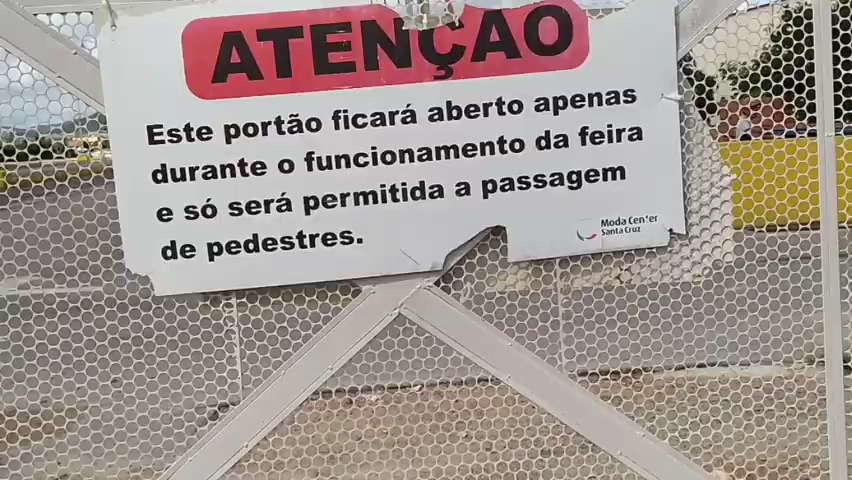 ATENÇÃO
Este portão ficará aberto apenas
durante o funcionamento da feira
e só será permitida a passagem
de pedestres.
Moda Center
Santa Cruz